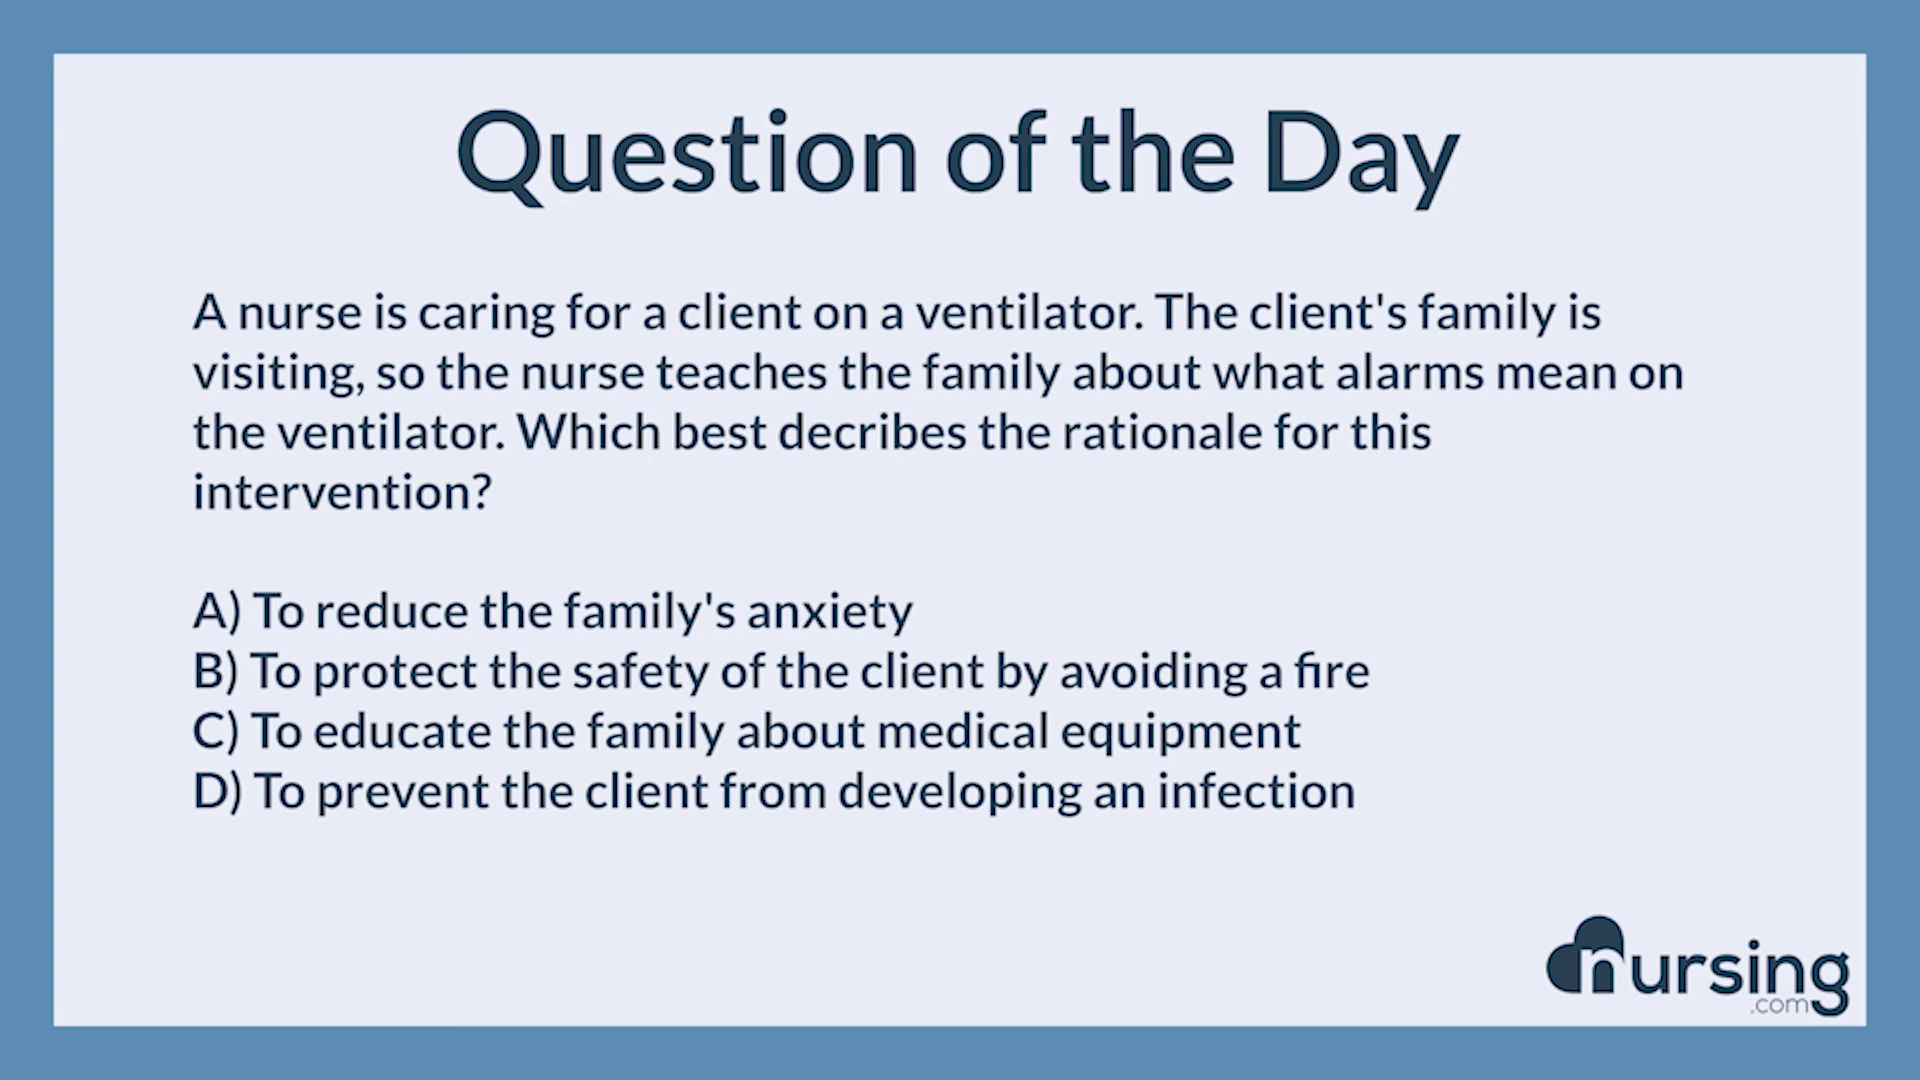 Question of the Day
A nurse is caring for a client on a ventilator. The client's family is
visiting, so the nurse teaches the family about what alarms mean on
the ventilator. Which best decribes the rationale for this
intervention?
A) To reduce the family's anxiety
B) To protect the safety of the client by avoiding a fire
C) To educate the family about medical equipment
D) To prevent the client from developing an infection
nursing
.com